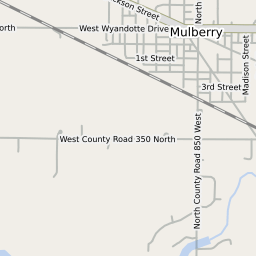 ckson Street
North
West Wyandotte Drive
orth
Mulberry
1st Street
3rd Street
Madison Street
West County Road 350 North
North County Road 850 West